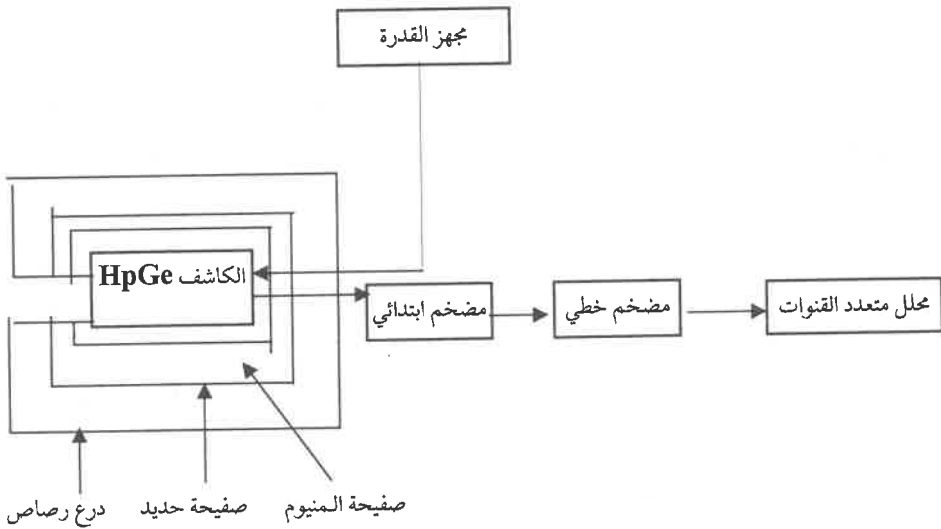 مجهز القدرة
الكاشف HpGe
مضخم ابتدائي
مضخم خطي
محلل متعدد القنوات
صفيحة المنيوم
صفيحة حديد
درع رصاص